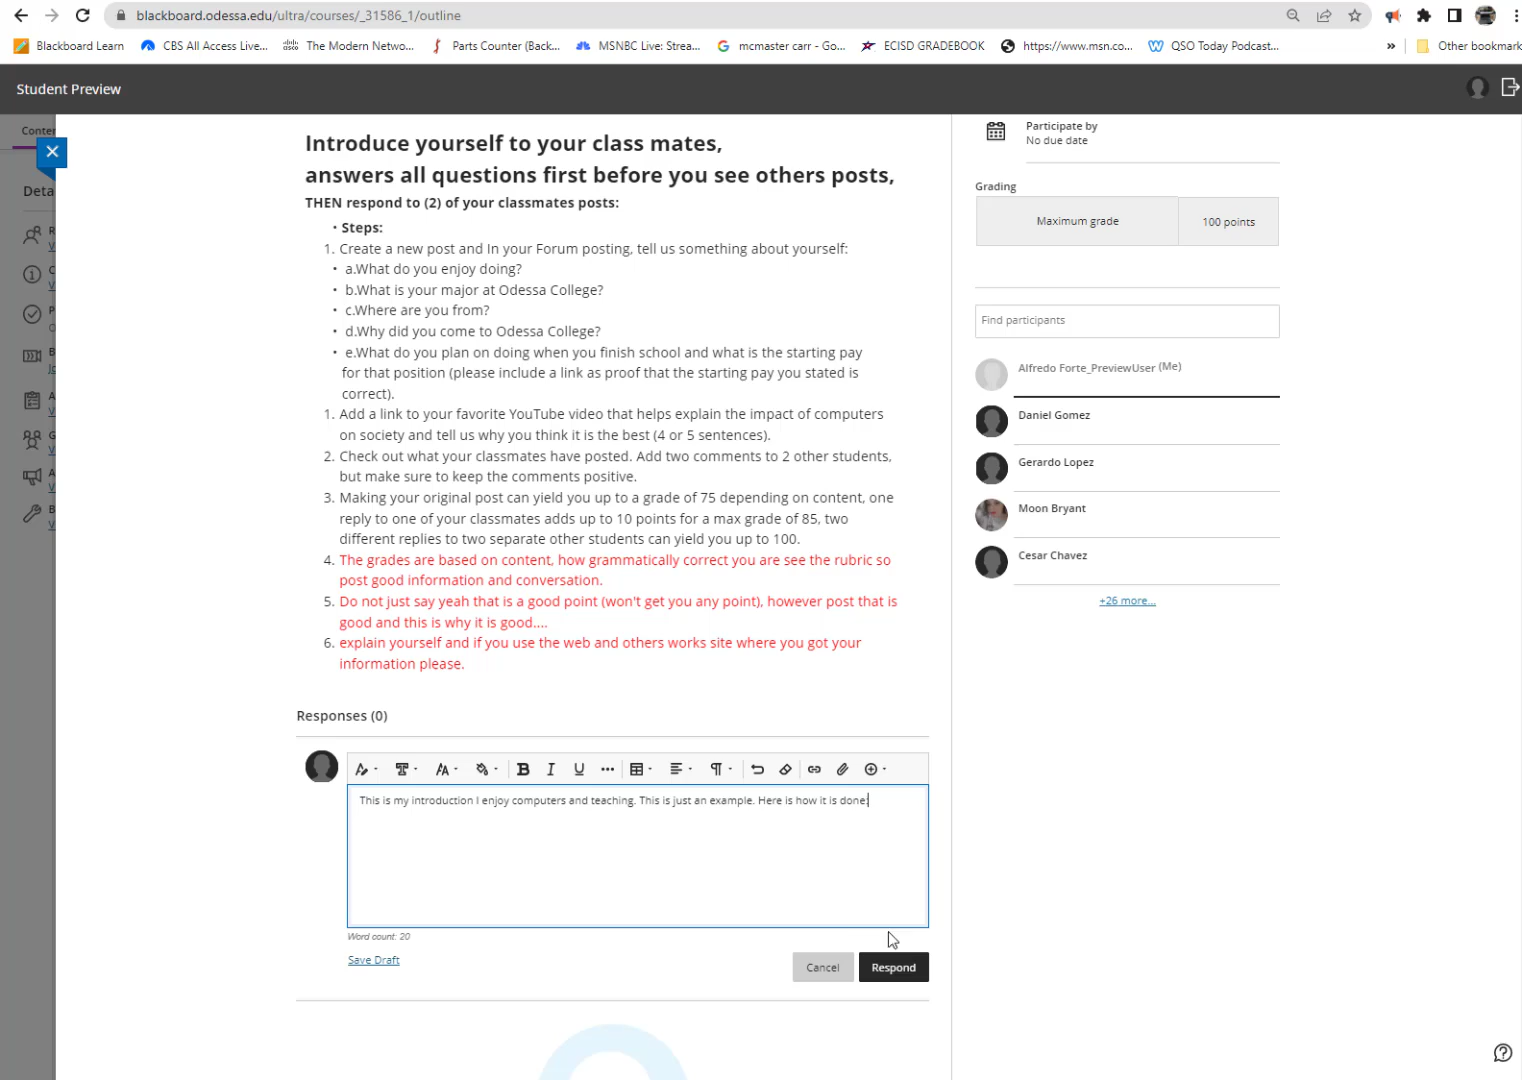 blackboard.odessa.edu/ultra/courses/_31586_1/outline
Blackboard Learn
CBS All Access Live...
The Modern Netwo...
Parts Counter (Back...
MSNBC Live: Strea...
mcmaster carr - Go...
ECISD GRADEBOOK
https://www.msn.co...
QSO Today Podcast...
»
Other bookmark
Student Preview
Conter
Deta
Introduce yourself to your class mates,
answers all questions first before you see others posts,
THEN respond to (2) of your classmates posts:
• Steps:
1. Create a new post and In your Forum posting, tell us something about yourself:
• a.What do you enjoy doing?
• b.What is your major at Odessa College?
• c.Where are you from?
• d.Why did you come to Odessa College?
• e.What do you plan on doing when you finish school and what is the starting pay
for that position (please include a link as proof that the starting pay you stated is
correct).
1. Add a link to your favorite YouTube video that helps explain the impact of computers
on society and tell us why you think it is the best (4 or 5 sentences).
2. Check out what your classmates have posted. Add two comments to 2 other students,
but make sure to keep the comments positive.
3. Making your original post can yield you up to a grade of 75 depending on content, one
reply to one of your classmates adds up to 10 points for a max grade of 85, two
different replies to two separate other students can yield you up to 100.
4. The grades are based on content, how grammatically correct you are see the rubric so
post good information and conversation.
5. Do not just say yeah that is a good point (won't get you any point), however post that is
good and this is why it is good....
6. explain yourself and if you use the web and others works site where you got your
information please.
Responses (0)
This is my introduction I enjoy computers and teaching. This is just an example. Here is how it is done:
Word count: 20
Save Draft
Cancel
Respond
Participate by
No due date
Grading
Maximum grade
100 points
Find participants
Alfredo Forte_PreviewUser (Me)
Daniel Gomez
Gerardo Lopez
Moon Bryant
Cesar Chavez
+26 more...